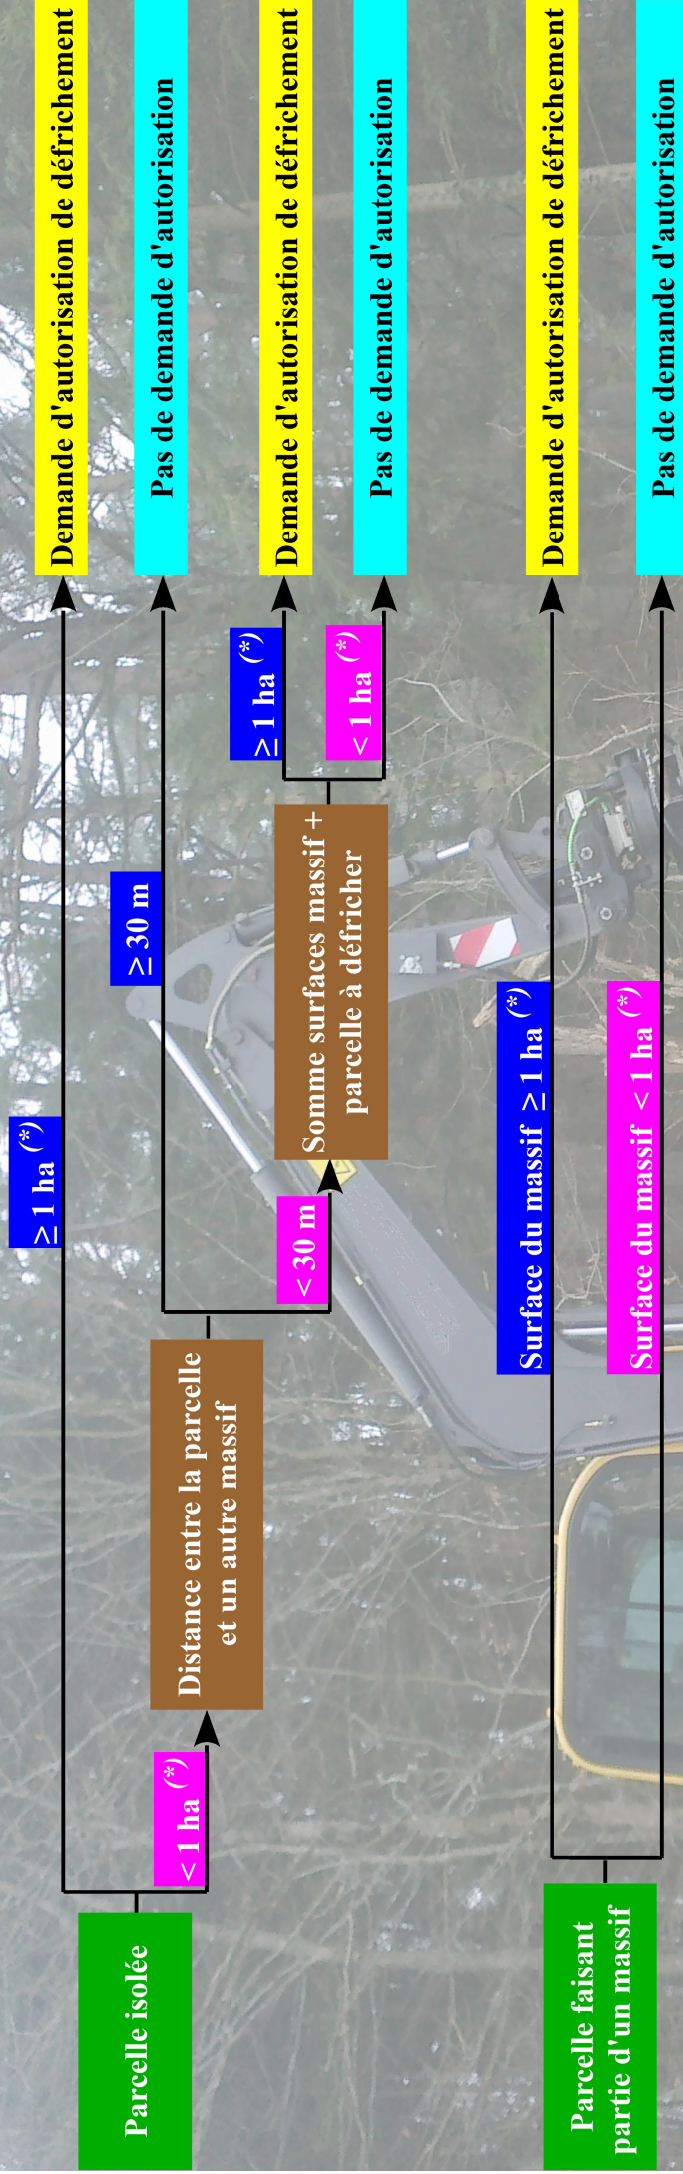 Parcelle isolée
≥ 1 ha (*)
Demande d'autorisation de défrichement
< 1 ha (*)
Distance entre la parcelle
et un autre massif
≥ 30 m
Pas de demande d'autorisation
< 30 m
Somme surfaces massif +
parcelle à défricher
≥ 1 ha (*)
Demande d'autorisation de défrichement
< 1 ha (*)
Pas de demande d'autorisation
Parcelle faisant
partie d'un massif
Surface du massif ≥ 1 ha (*)
Demande d'autorisation de défrichement
Surface du massif < 1 ha (*)
Pas de demande d'autorisation